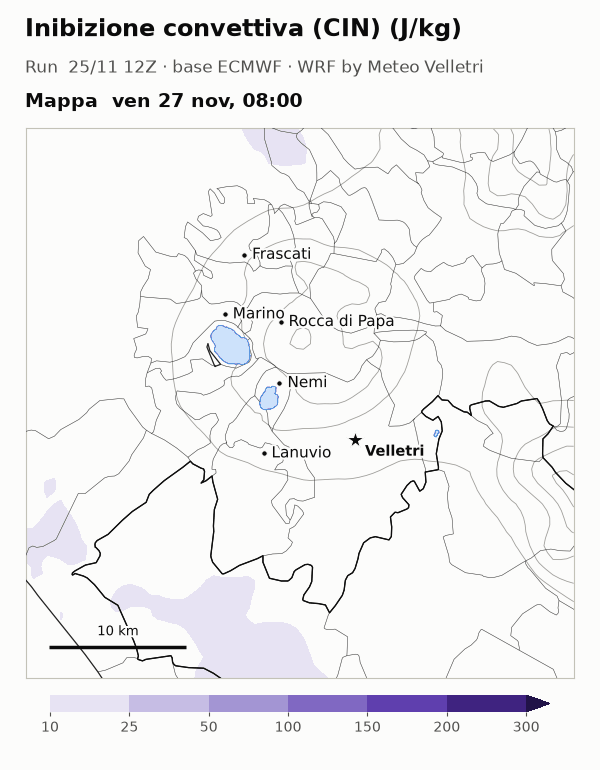 Inibizione convettiva (CIN) (J/kg)
Run  25/11 12Z · base ECMWF · WRF by Meteo Velletri
Mappa  ven 27 nov, 08:00
Frascati
Marino
Rocca di Papa
Nemi
Velletri
Lanuvio
10 km
10 25 50 100 150 200 300